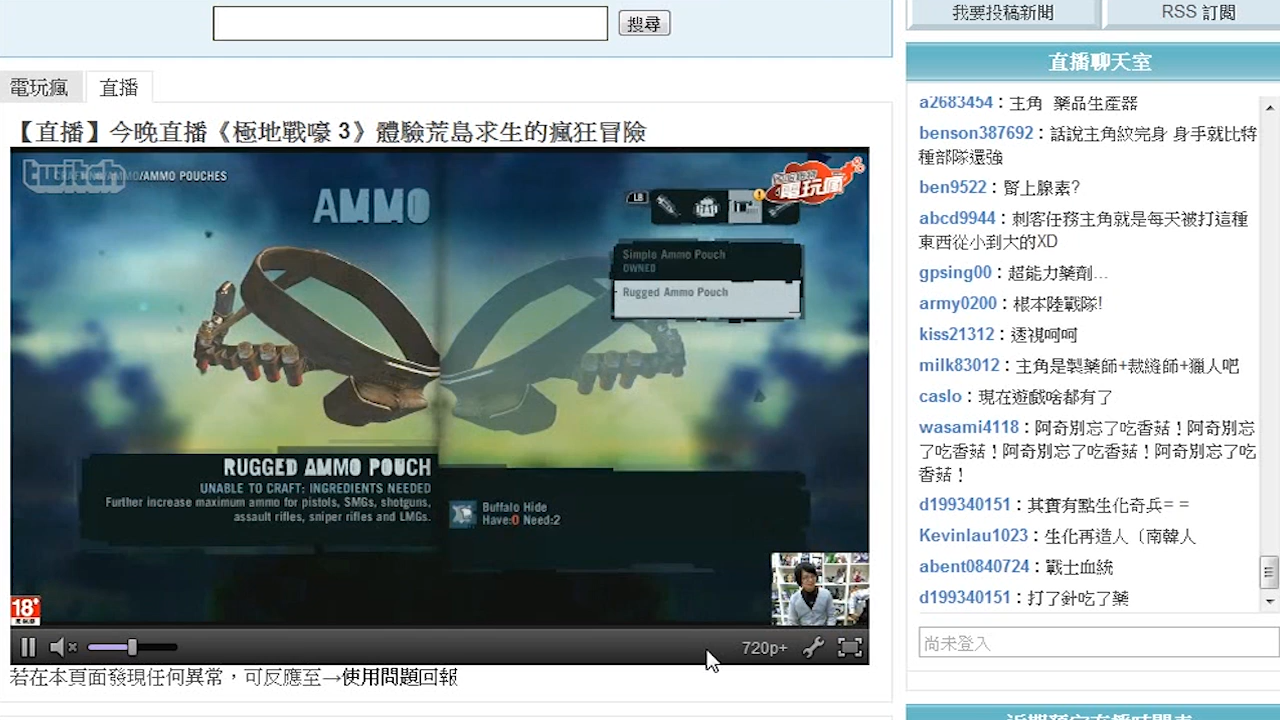 搜尋
我要投稿新聞
RSS 訂閱
電玩瘋
直播
【直播】今晚直播《極地戰嚎 3》體驗荒島求生的瘋狂冒險
twitch
/AMMO POUCHES
電玩瘋
AMMO
LB
Simple Ammo Pouch
OWNED
Rugged Ammo Pouch
RUGGED AMMO POUCH
UNABLE TO CRAFT: INGREDIENTS NEEDED
Further increase maximum ammo for pistols, SMGs, shotguns,
assault rifles, sniper rifles and LMGs.
Buffalo Hide
Have:0 Need:2
18+
720p+
若在本頁面發現任何異常，可反應至→使用問題回報
直播聊天室
a2683454：主角 藥品生產器
benson387692：話說主角紋完身 身手就比特
種部隊還強
ben9522：腎上腺素?
abcd9944：刺客任務主角就是每天被打這種
東西從小到大的XD
gpsing00：超能力藥劑...
army0200：根本陸戰隊!
kiss21312：透視呵呵
milk83012：主角是製藥師+裁縫師+獵人吧
caslo：現在遊戲啥都有了
wasami4118：阿奇別忘了吃香菇！阿奇別忘
了吃香菇！阿奇別忘了吃香菇！阿奇別忘了吃
香菇！
d199340151：其實有點生化奇兵= =
Kevinlau1023：生化再造人（南韓人
abent0840724：戰士血統
d199340151：打了針吃了藥
尚未登入